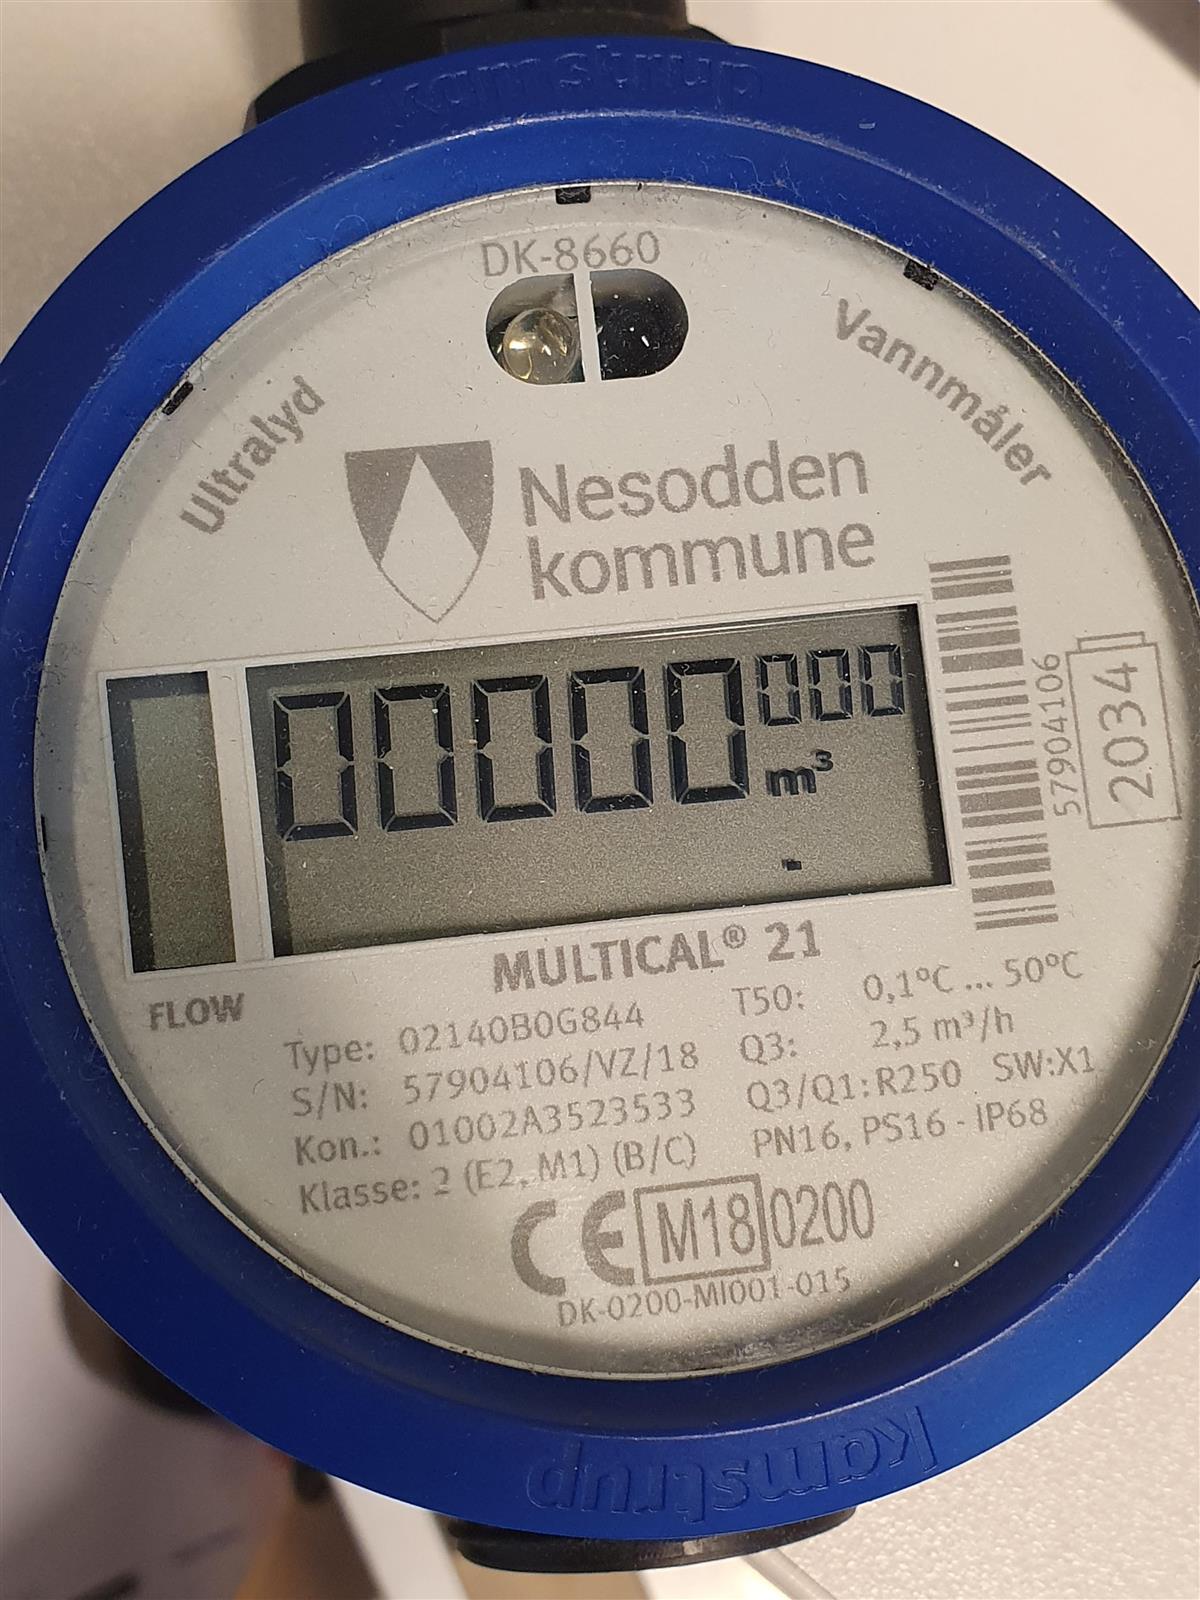 kamstrup
DK-8660
Ultralyd
Vannmåler
Nesodden
kommune
00000000
m³
57904106
2034
FLOW
MULTICAL® 21
Type: 02140B0G844
S/N: 57904106/VZ/18
Kon.: 01002A3523533
Klasse: 2 (E2, M1) (B/C)
T50: 0,1°C ... 50°C
Q3: 2,5 m³/h
Q3/Q1: R250 SW:X1
PN16, PS16 - IP68
CE M18 0200
DK-0200-MI001-015
kamstrup